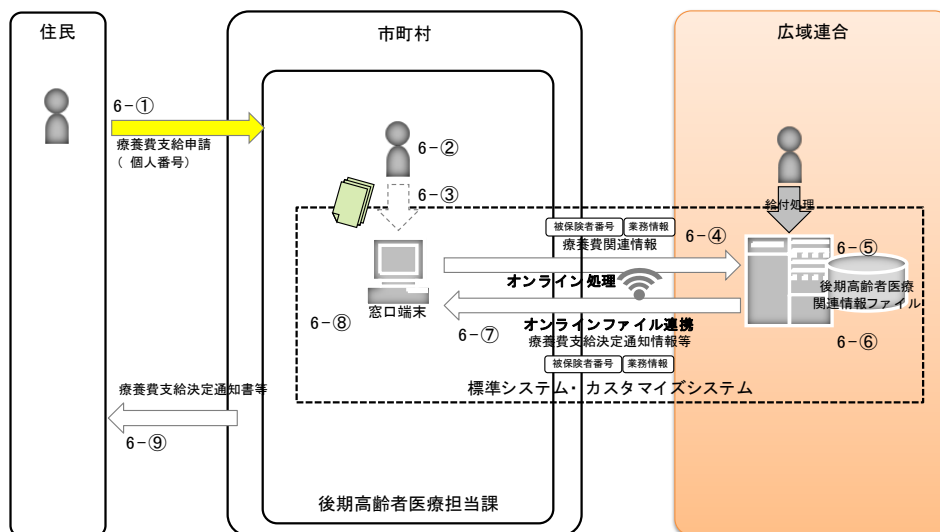 住民
市町村
広域連合
6-①
療養費支給申請
（ 個人番号）
6-②
6-③
給付処理
被保険者番号 業務情報
療養費関連情報
6-④
6-⑤
オンライン処理
後期高齢者医療
関連情報ファイル
窓口端末
6-⑧
6-⑦
オンラインファイル連携
療養費支給決定通知情報等
6-⑥
被保険者番号 業務情報
標準システム・カスタマイズシステム
療養費支給決定通知書等
6-⑨
後期高齢者医療担当課